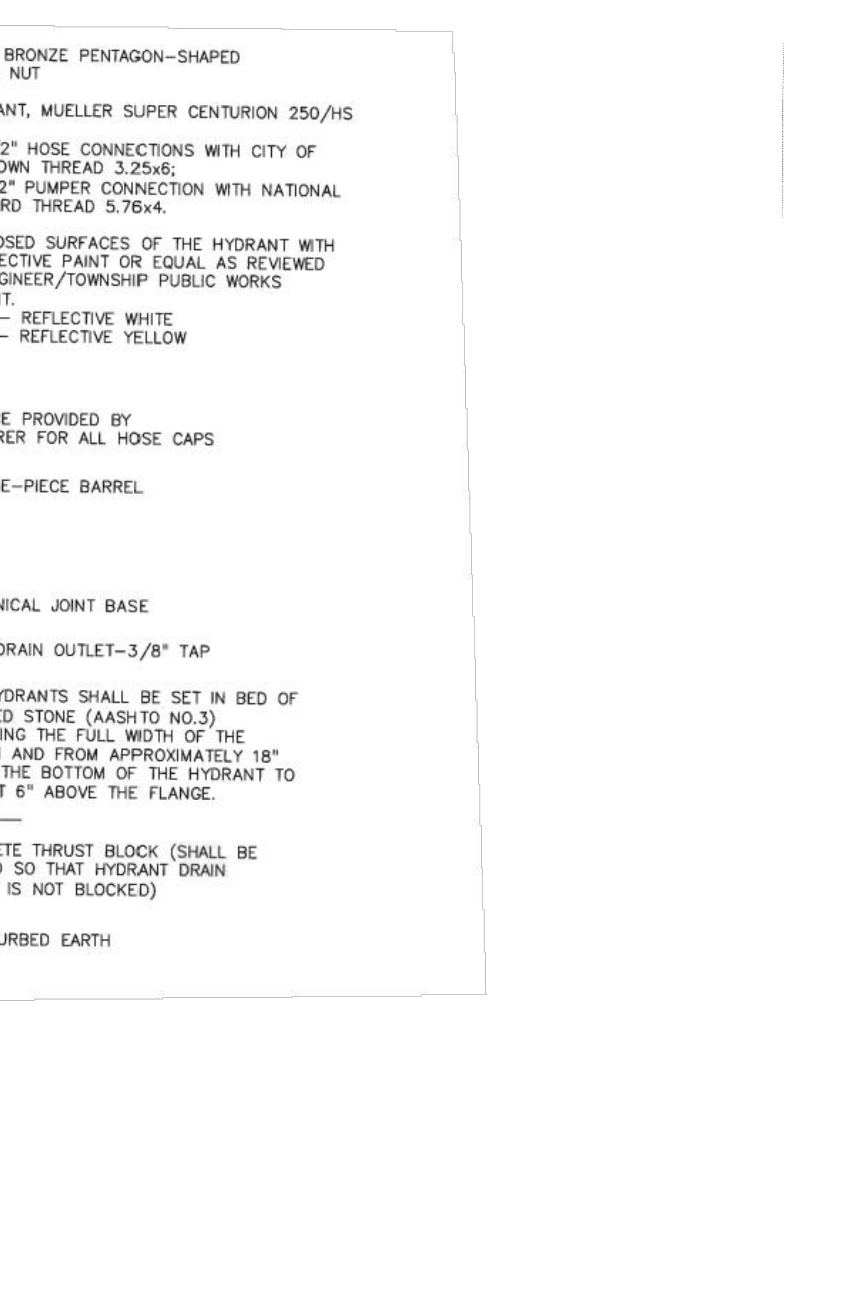 BRONZE PENTAGON-SHAPED
NUT
ANT, MUELLER SUPER CENTURION 250/HS
2" HOSE CONNECTIONS WITH CITY OF
OWN THREAD 3.25x6;
2" PUMPER CONNECTION WITH NATIONAL
RD THREAD 5.76x4.
OSED SURFACES OF THE HYDRANT WITH
ECTIVE PAINT OR EQUAL AS REVIEWED
GINEER/TOWNSHIP PUBLIC WORKS
T.
– REFLECTIVE WHITE
– REFLECTIVE YELLOW
E PROVIDED BY
RER FOR ALL HOSE CAPS
E-PIECE BARREL
NICAL JOINT BASE
DRAIN OUTLET-3/8" TAP
YDRANTS SHALL BE SET IN BED OF
ED STONE (AASHTO NO.3)
ING THE FULL WIDTH OF THE
AND FROM APPROXIMATELY 18"
THE BOTTOM OF THE HYDRANT TO
T 6" ABOVE THE FLANGE.
ETE THRUST BLOCK (SHALL BE
SO THAT HYDRANT DRAIN
IS NOT BLOCKED)
URBED EARTH